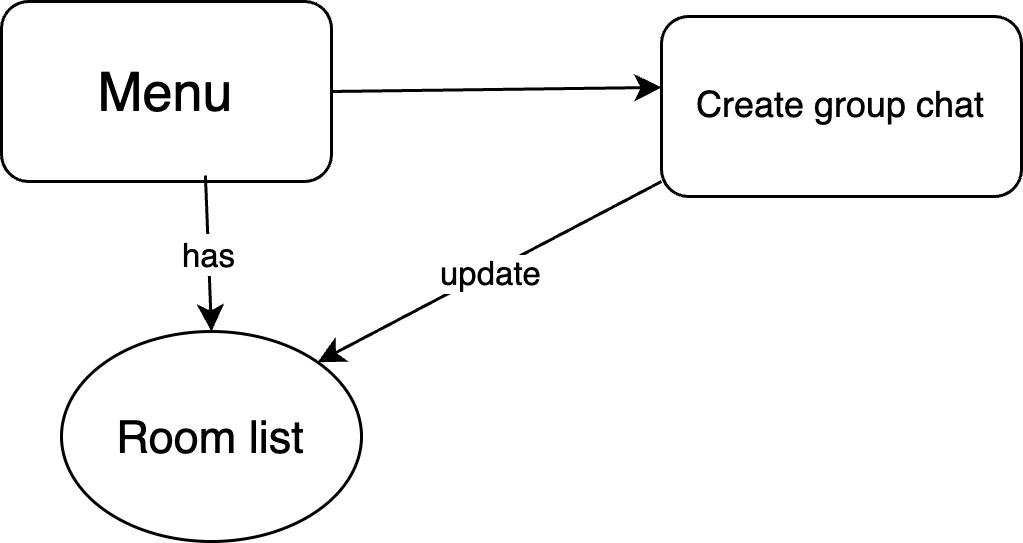 Menu
Create group chat
has
update
Room list